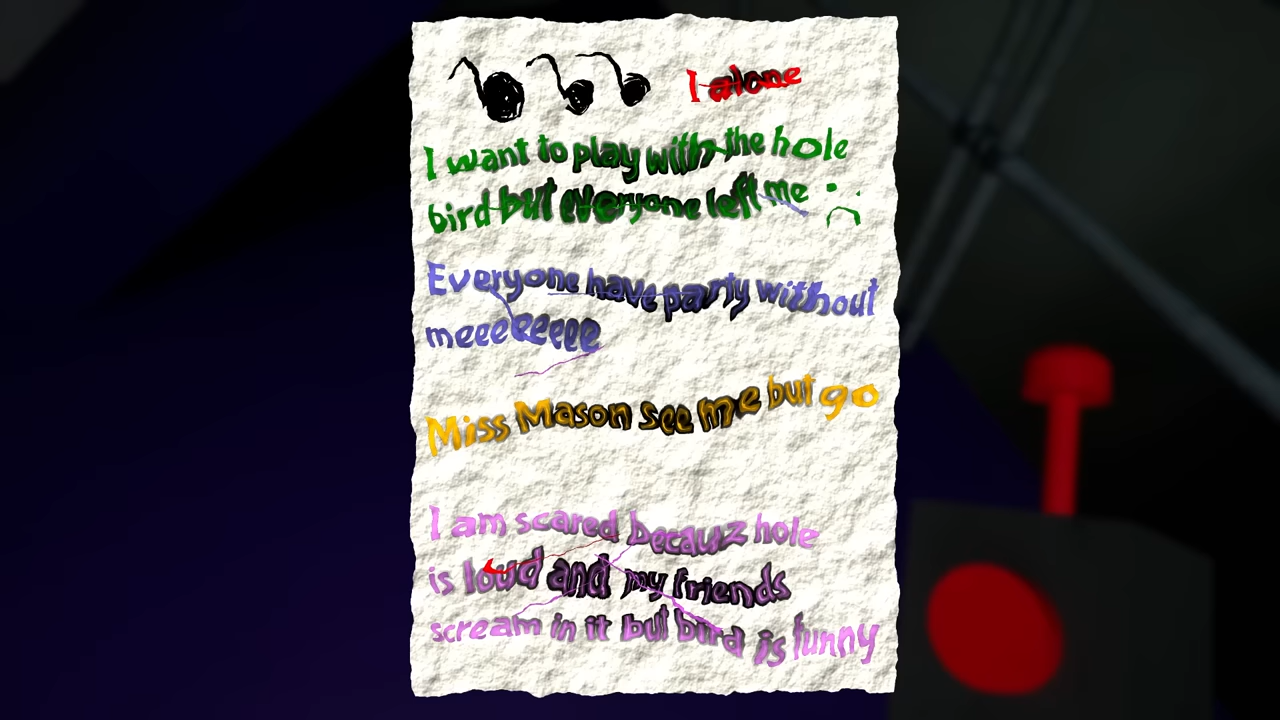 I alone
I want to play with the hole
bird but everyone left me
Everyone have party without
meeeeeeee
Miss Mason see me but go
I am scared becauz hole
is loud and my friends
scream in it but bird is funny